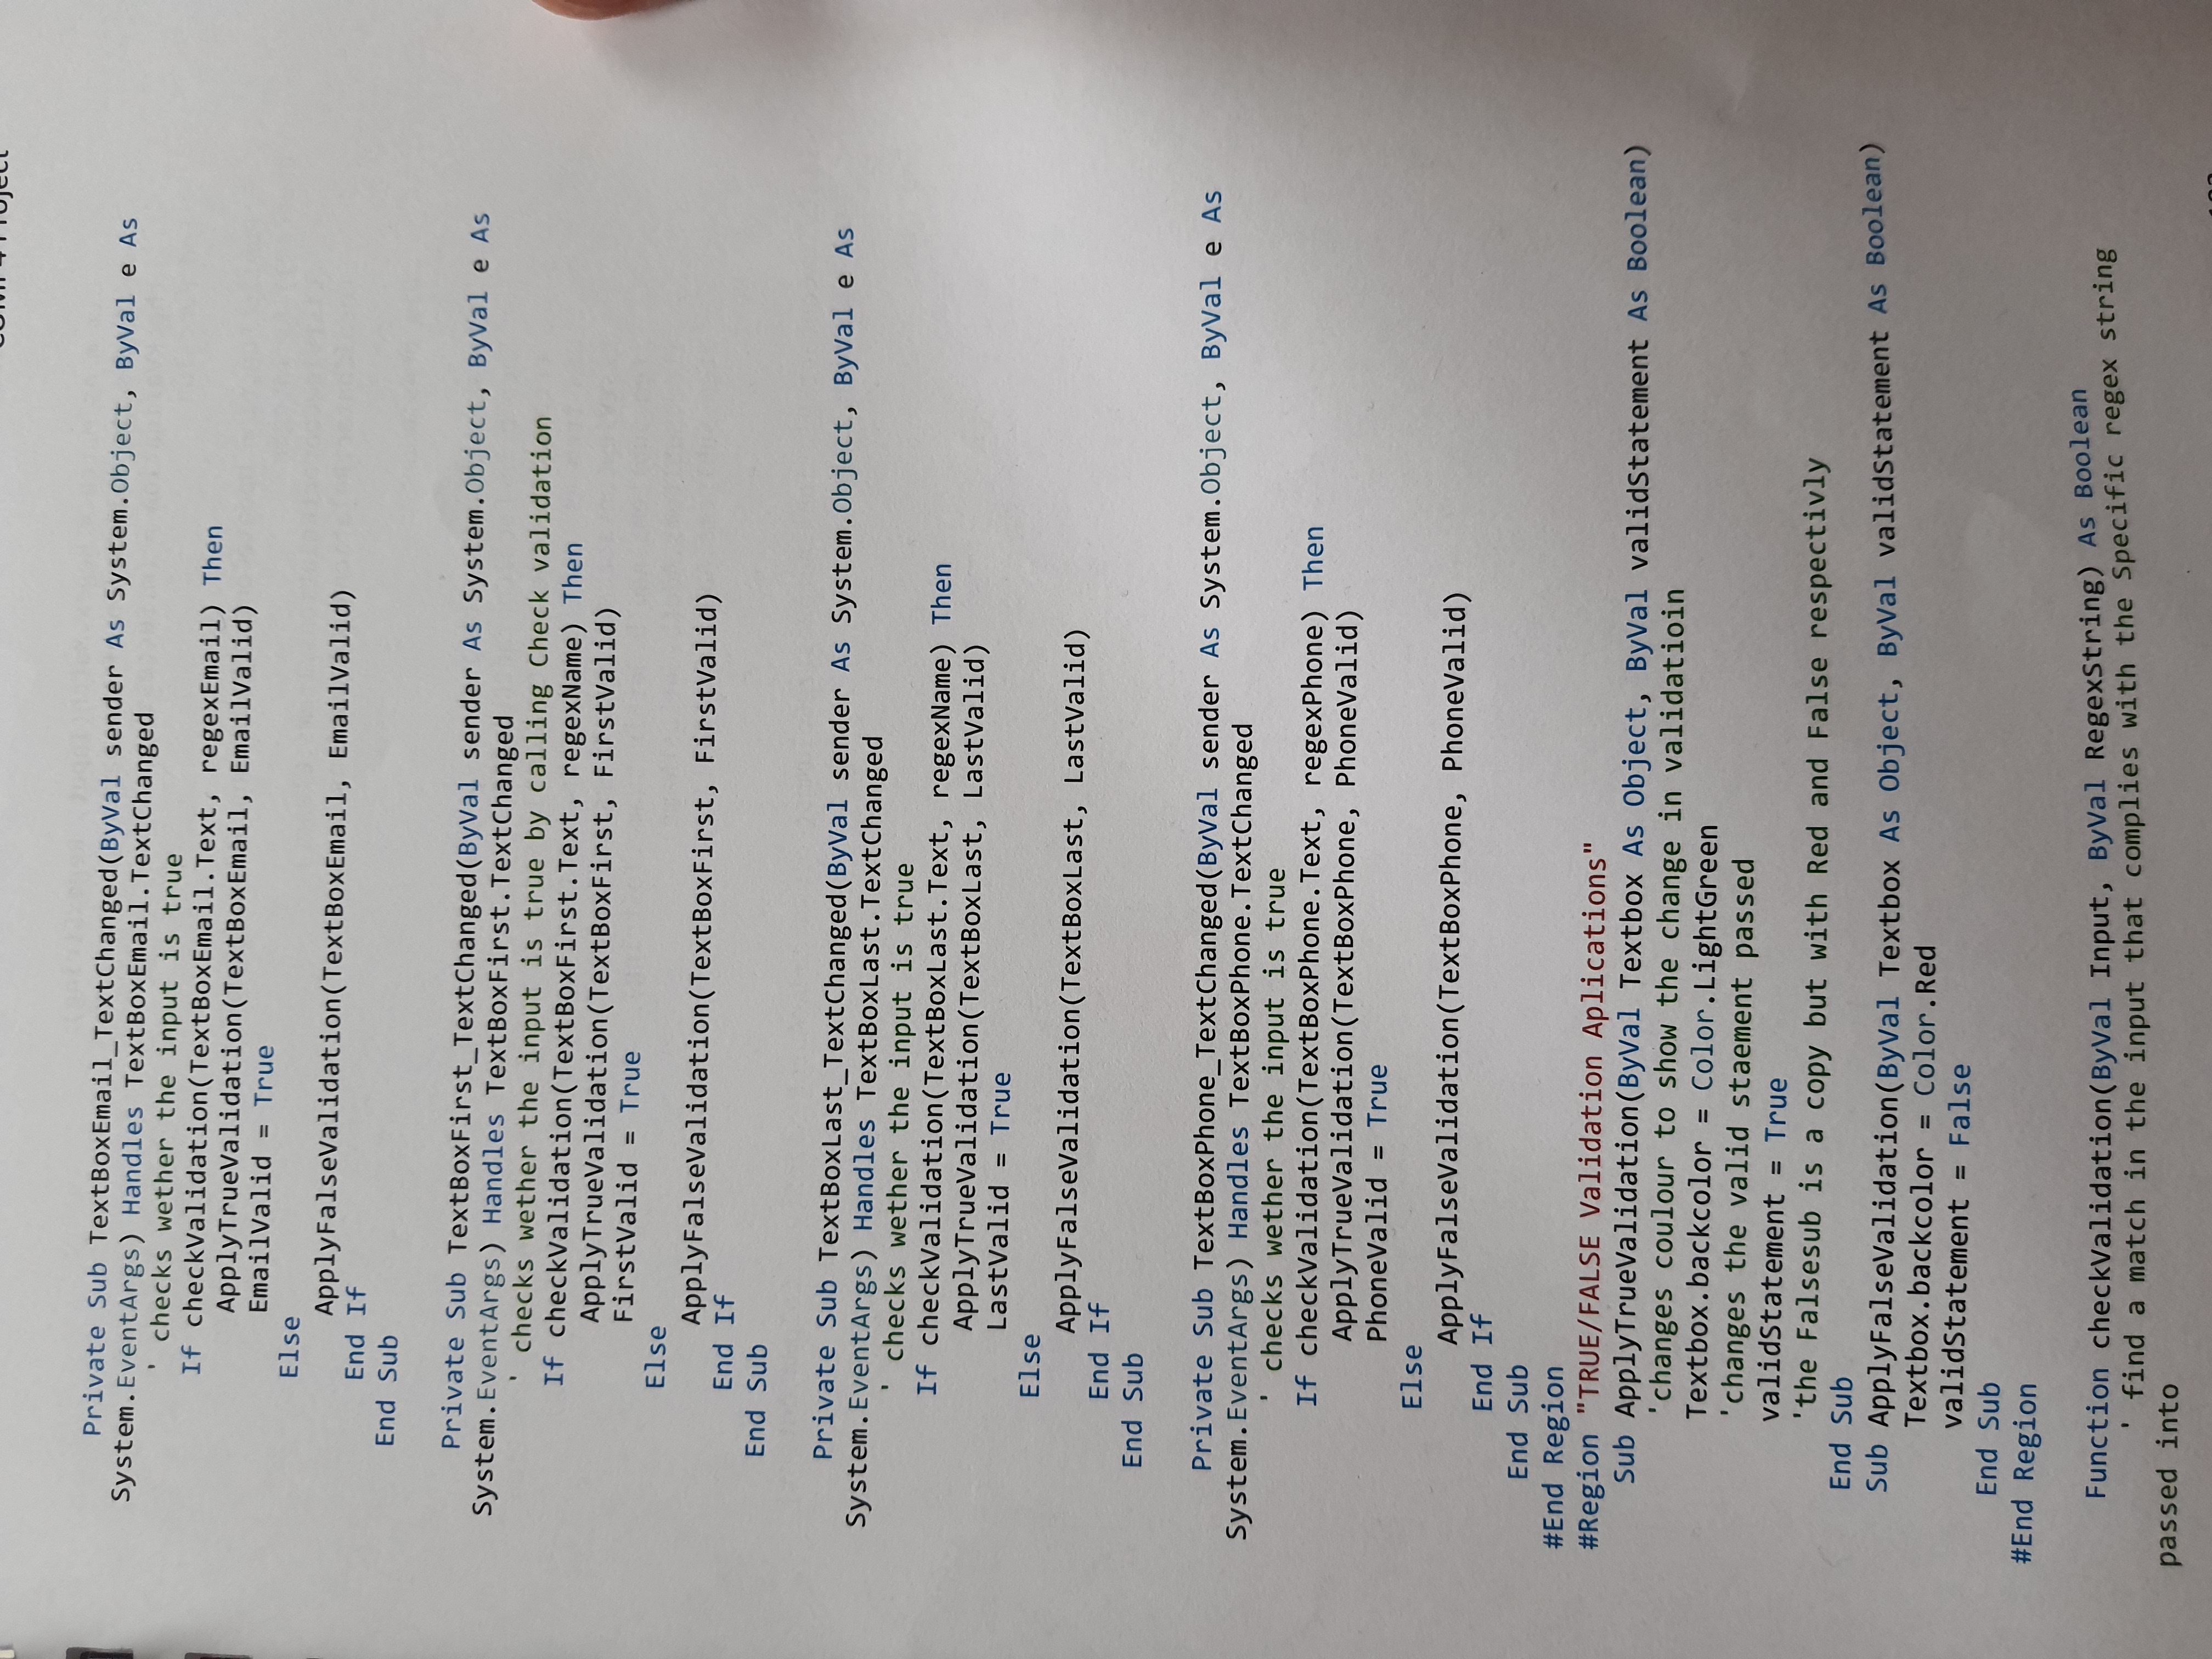 Private Sub TextBoxEmail_TextChanged(ByVal sender As System.Object, ByVal e As
System.EventArgs) Handles TextBoxEmail.TextChanged
' checks wether the input is true
If checkValidation(TextBoxEmail.Text, regexEmail) Then
ApplyTrueValidation(TextBoxEmail, EmailValid)
EmailValid = True
Else
ApplyFalseValidation(TextBoxEmail, EmailValid)
End If
End Sub
Private Sub TextBoxFirst_TextChanged(ByVal sender As System.Object, ByVal e As
System.EventArgs) Handles TextBoxFirst.TextChanged
' checks wether the input is true by calling Check validation
If checkValidation(TextBoxFirst.Text, regexName) Then
ApplyTrueValidation(TextBoxFirst, FirstValid)
FirstValid = True
Else
ApplyFalseValidation(TextBoxFirst, FirstValid)
End If
End Sub
Private Sub TextBoxLast_TextChanged(ByVal sender As System.Object, ByVal e As
System.EventArgs) Handles TextBoxLast.TextChanged
' checks wether the input is true
If checkValidation(TextBoxLast.Text, regexName) Then
ApplyTrueValidation(TextBoxLast, LastValid)
LastValid = True
Else
ApplyFalseValidation(TextBoxLast, LastValid)
End If
End Sub
Private Sub TextBoxPhone_TextChanged(ByVal sender As System.Object, ByVal e As
System.EventArgs) Handles TextBoxPhone.TextChanged
' checks wether the input is true
If checkValidation(TextBoxPhone.Text, regexPhone) Then
ApplyTrueValidation(TextBoxPhone, PhoneValid)
PhoneValid = True
Else
ApplyFalseValidation(TextBoxPhone, PhoneValid)
End If
End Sub
#End Region
#Region "TRUE/FALSE Validation Aplications"
Sub ApplyTrueValidation(ByVal Textbox As Object, ByVal validStatement As Boolean)
'changes coulour to show the change in validatioin
Textbox.backcolor = Color.LightGreen
'changes the valid staement passed
validStatement = True
'the Falsesub is a copy but with Red and False respectivly
End Sub
Sub ApplyFalseValidation(ByVal Textbox As Object, ByVal validStatement As Boolean)
Textbox.backcolor = Color.Red
validStatement = False
End Sub
#End Region
Function checkValidation(ByVal Input, ByVal RegexString) As Boolean
' find a match in the input that complies with the Specific regex string
passed into